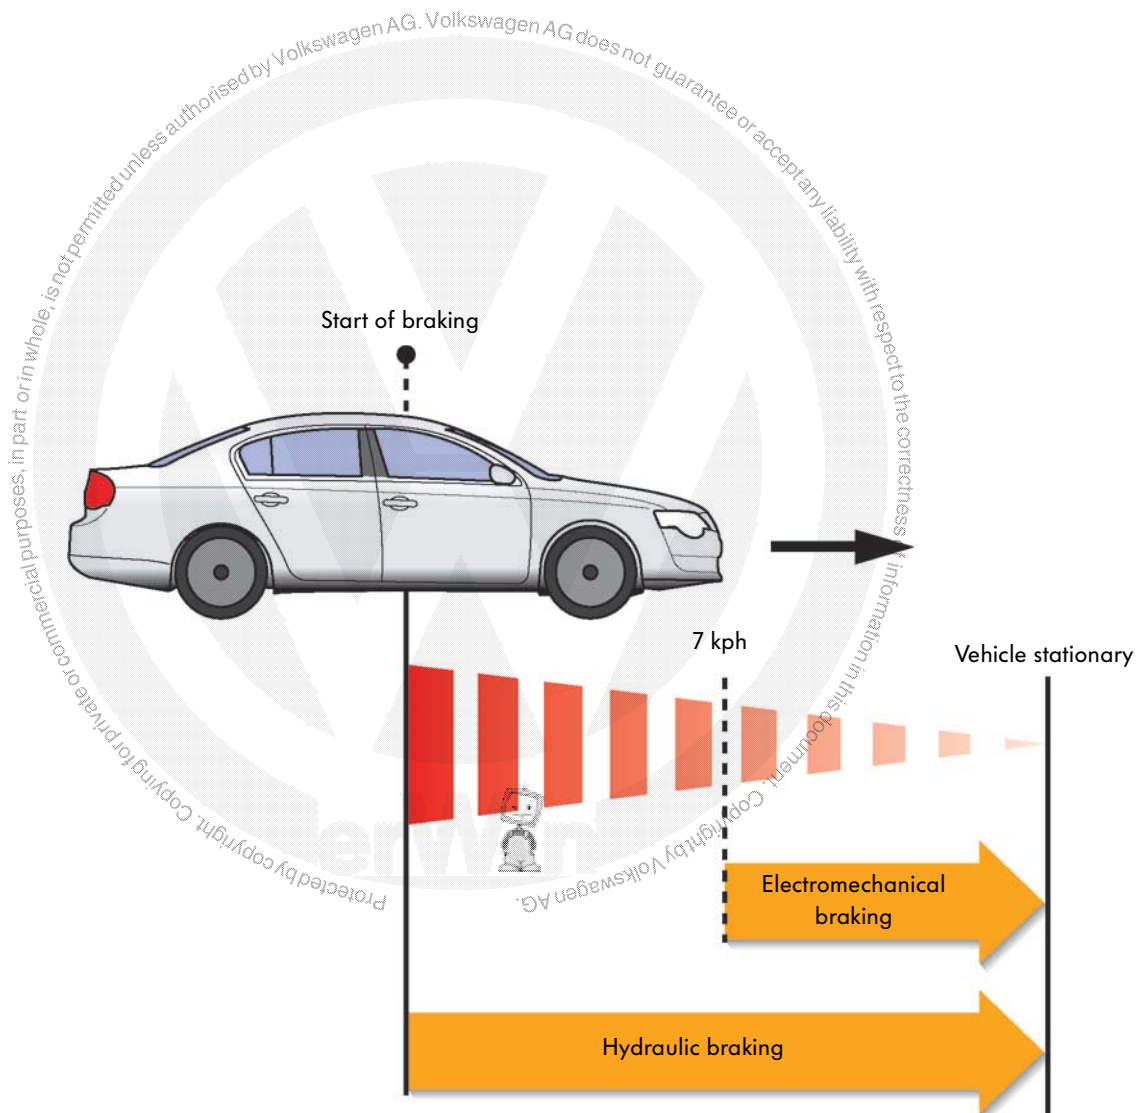 Protected by copyright. Copying for private or commercial purposes, in part or in whole, is not permitted unless authorised by Volkswagen AG. Volkswagen AG does not guarantee or accept any liability with respect to the correctness of information in this document. Copyright by Volkswagen AG.
Start of braking
7 kph
Vehicle stationary
erWin
Electromechanical
braking
Hydraulic braking